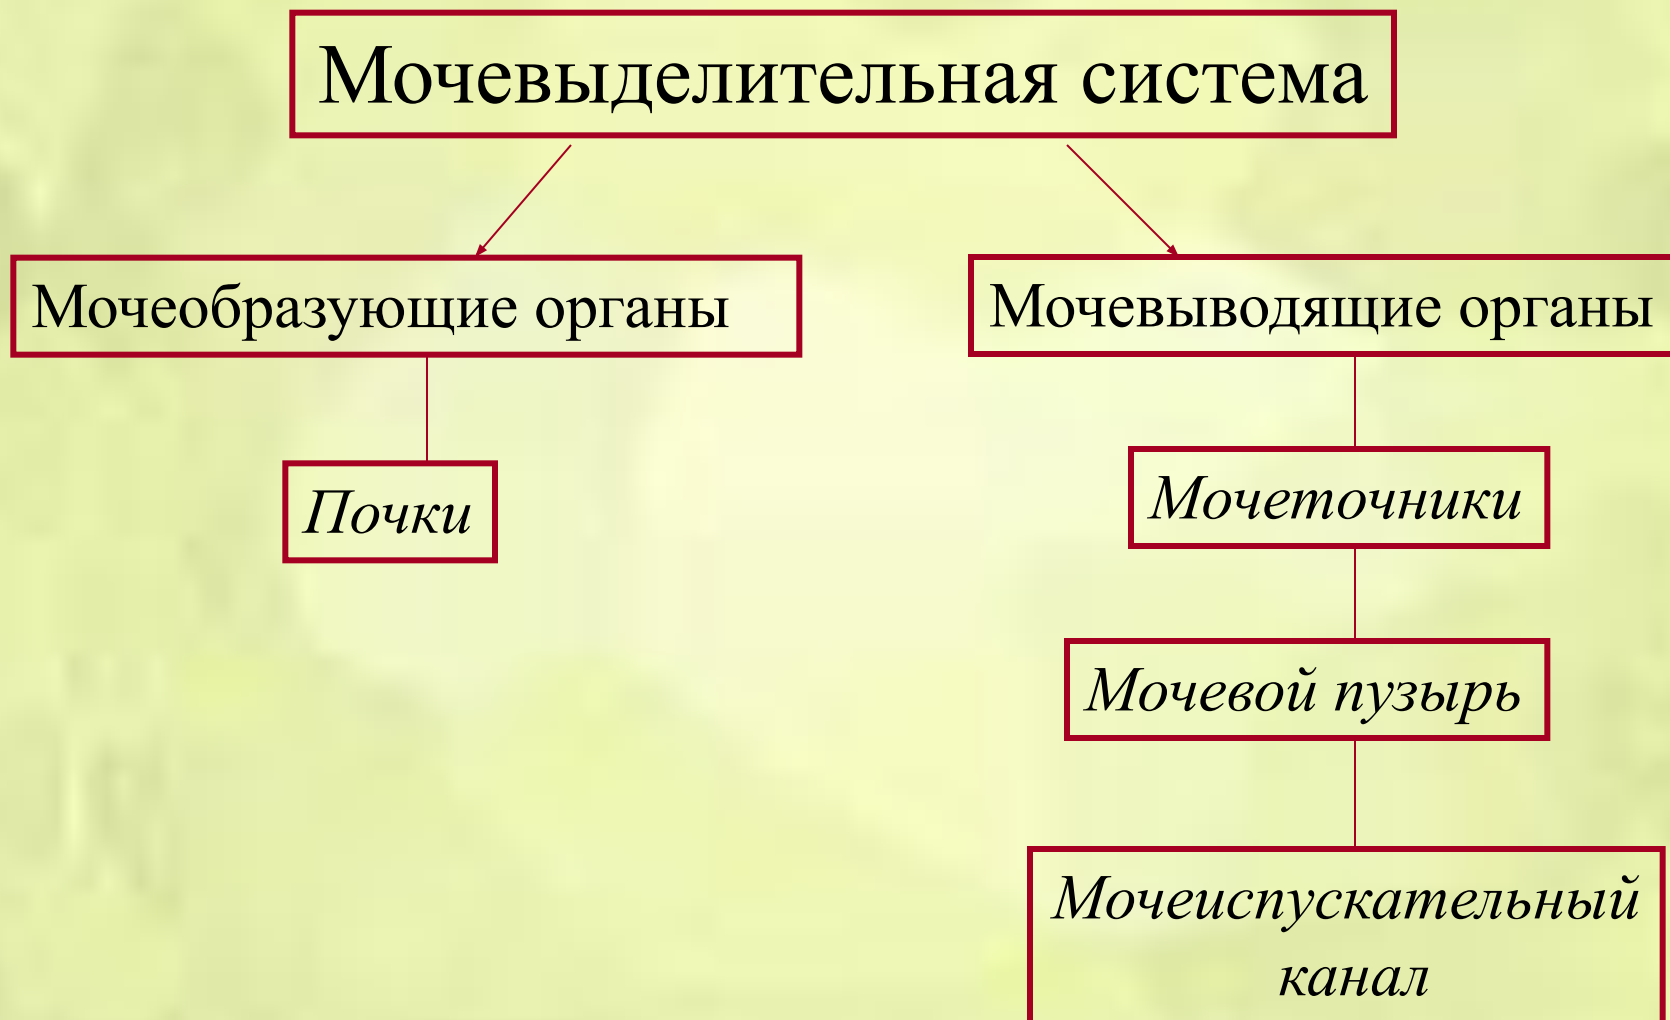 Мочевыделительная система
Мочеобразующие органы
Мочевыводящие органы
Почки
Мочеточники
Мочевой пузырь
Мочеиспускательный
канал